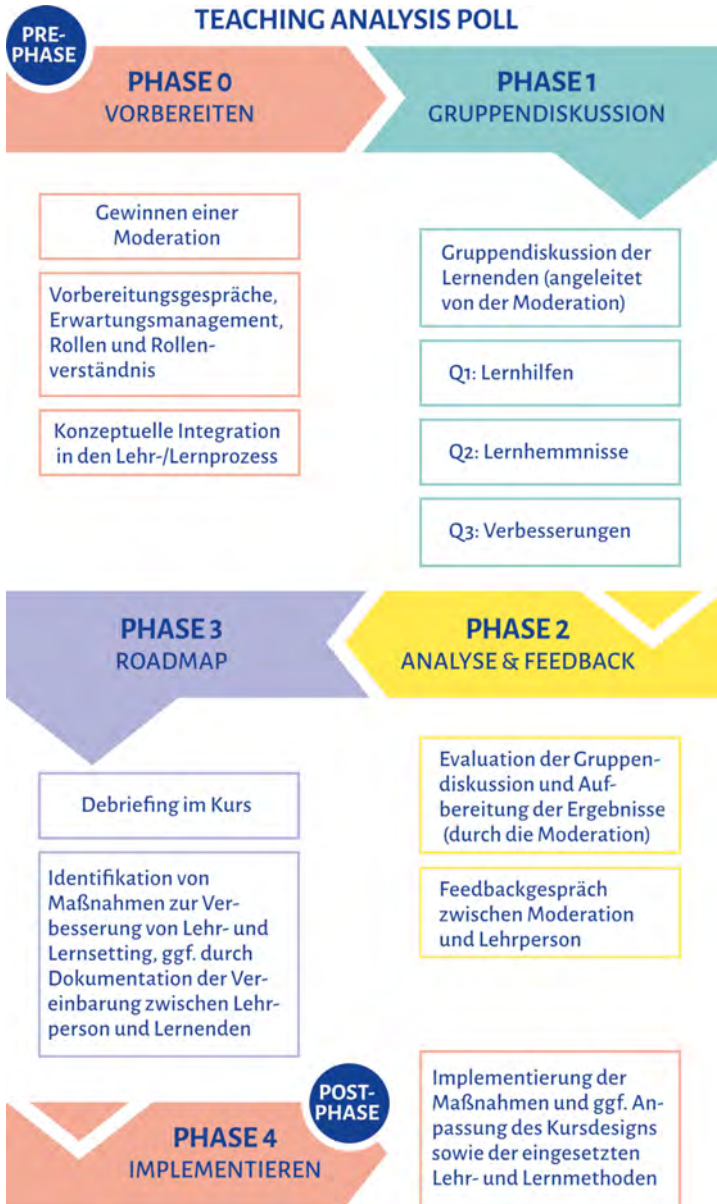 TEACHING ANALYSIS POLL
PRE-
PHASE
PHASE 0
VORBEREITEN
Gewinnen einer
Moderation
Vorbereitungsgespräche,
Erwartungsmanagement,
Rollen und Rollen-
verständnis
Konzeptuelle Integration
in den Lehr-/Lernprozess
PHASE 1
GRUPPENDISKUSSION
Gruppendiskussion der
Lernenden (angeleitet
von der Moderation)
Q1: Lernhilfen
Q2: Lernhemmnisse
Q3: Verbesserungen
PHASE 2
ANALYSE & FEEDBACK
Evaluation der Gruppen-
diskussion und Auf-
bereitung der Ergebnisse
(durch die Moderation)
Feedbackgespräch
zwischen Moderation
und Lehrperson
PHASE 3
ROADMAP
Debriefing im Kurs
Identifikation von
Maßnahmen zur Ver-
besserung von Lehr- und
Lernsetting, ggf. durch
Dokumentation der Ver-
einbarung zwischen Lehr-
person und Lernenden
POST-
PHASE
PHASE 4
IMPLEMENTIEREN
Implementierung der
Maßnahmen und ggf. An-
passung des Kursdesigns
sowie der eingesetzten
Lehr- und Lernmethoden